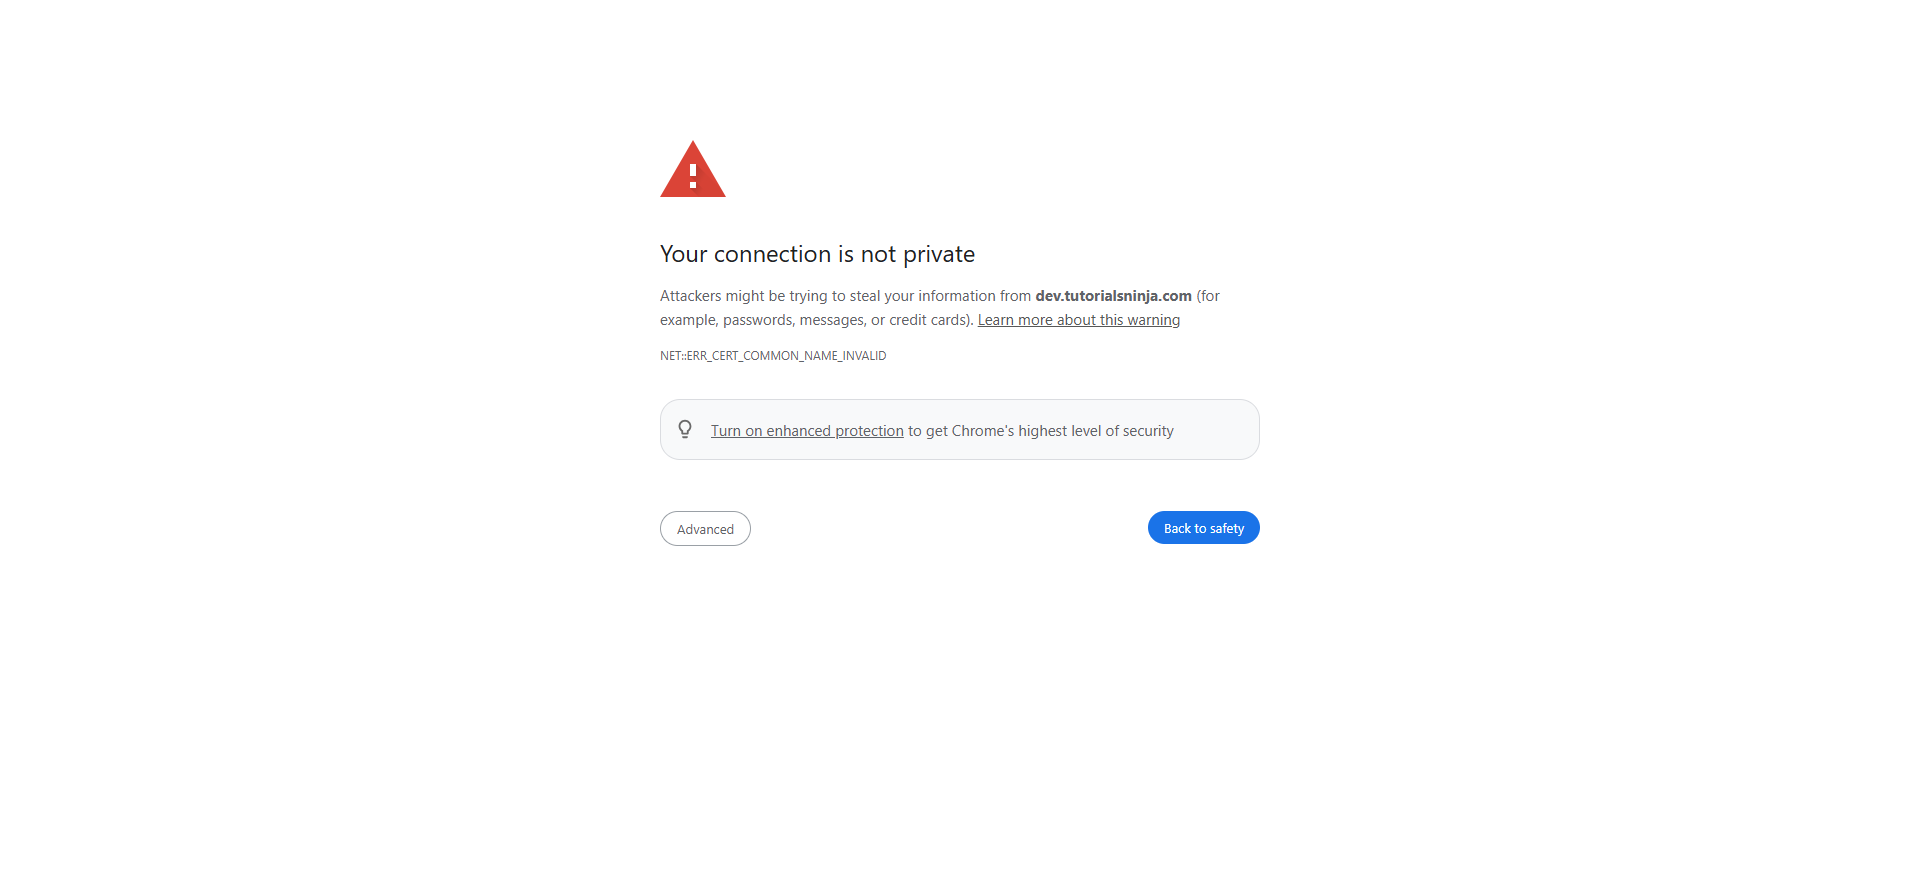 Your connection is not private
Attackers might be trying to steal your information from dev.tutorialsninja.com (for
example, passwords, messages, or credit cards). Learn more about this warning
NET::ERR_CERT_COMMON_NAME_INVALID
Turn on enhanced protection to get Chrome's highest level of security
Advanced
Back to safety